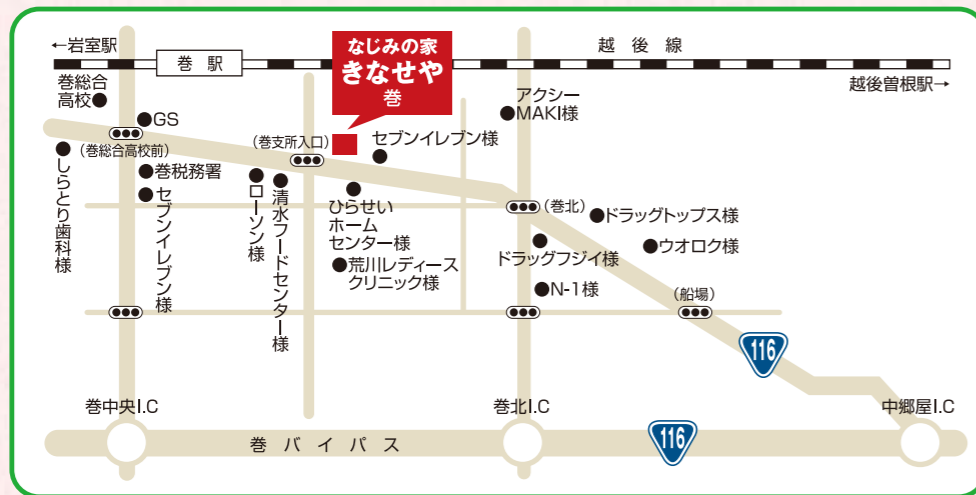 ←岩室駅
巻駅
なじみの家
きなせや
巻
越後線
越後曽根駅→
巻総合
高校
GS
(巻総合高校前)
(巻支所入口)
セブンイレブン様
アクシー
MAKI様
しらとり歯科様
巻税務署
セブンイレブン様
ローソン様
清水フードセンター様
ひらせい
ホーム
センター様
荒川レディース
クリニック様
(巻北)
ドラッグトップス様
ドラッグフジイ様
ウオロク様
N-1様
(船場)
116
巻中央I.C
巻北I.C
中郷屋I.C
巻バイパス
116